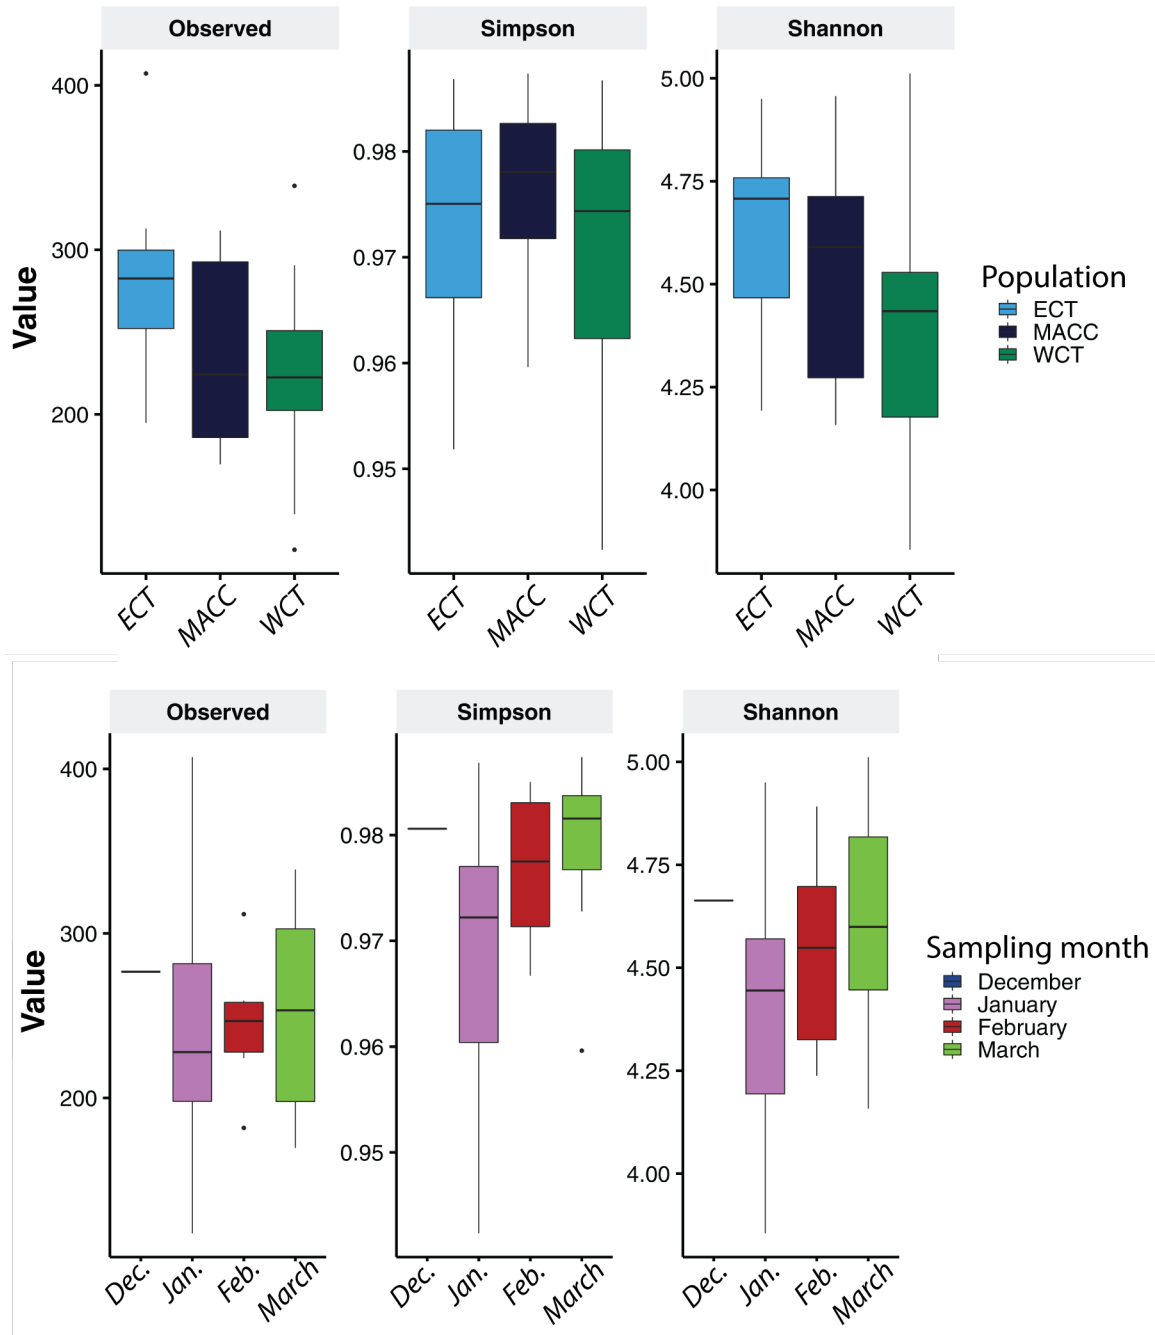 Observed Simpson Shannon
Value
400
300
200
0.98
0.97
0.96
0.95
5.00
4.75
4.50
4.25
4.00
ECT MACC WCT ECT MACC WCT ECT MACC WCT
Population
ECT
MACC
WCT
Observed Simpson Shannon
Value
400
300
200
0.98
0.97
0.96
0.95
5.00
4.75
4.50
4.25
4.00
Dec. Jan. Feb. March Dec. Jan. Feb. March Dec. Jan. Feb. March
Sampling month
December
January
February
March